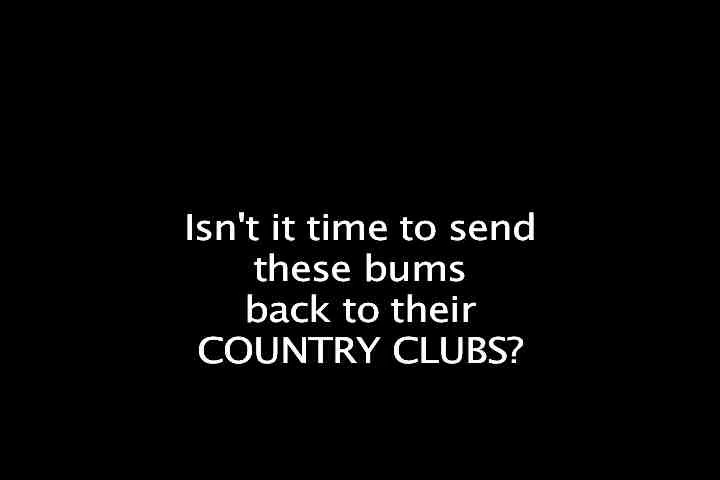 Isn't it time to send
these bums
back to their
COUNTRY CLUBS?